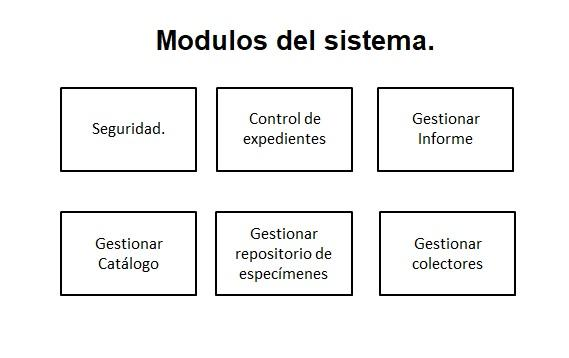 Modulos del sistema.
Seguridad.
Control de
expedientes
Gestionar
Informe
Gestionar
Catálogo
Gestionar
repositorio de
especímenes
Gestionar
colectores